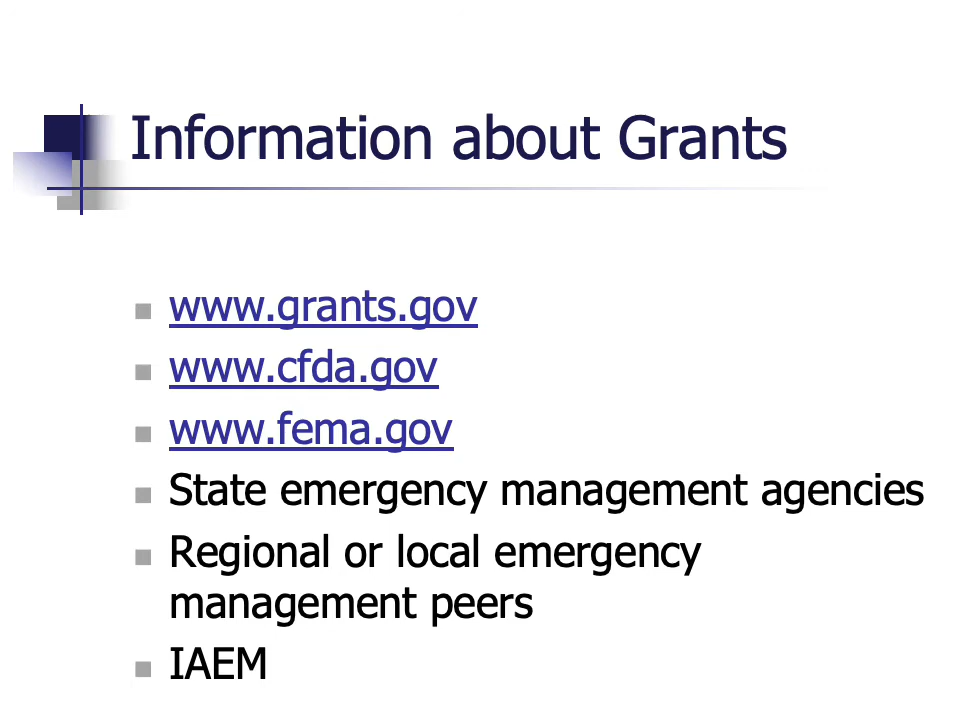 Information about Grants
www.grants.gov
www.cfda.gov
www.fema.gov
State emergency management agencies
Regional or local emergency
management peers
IAEM